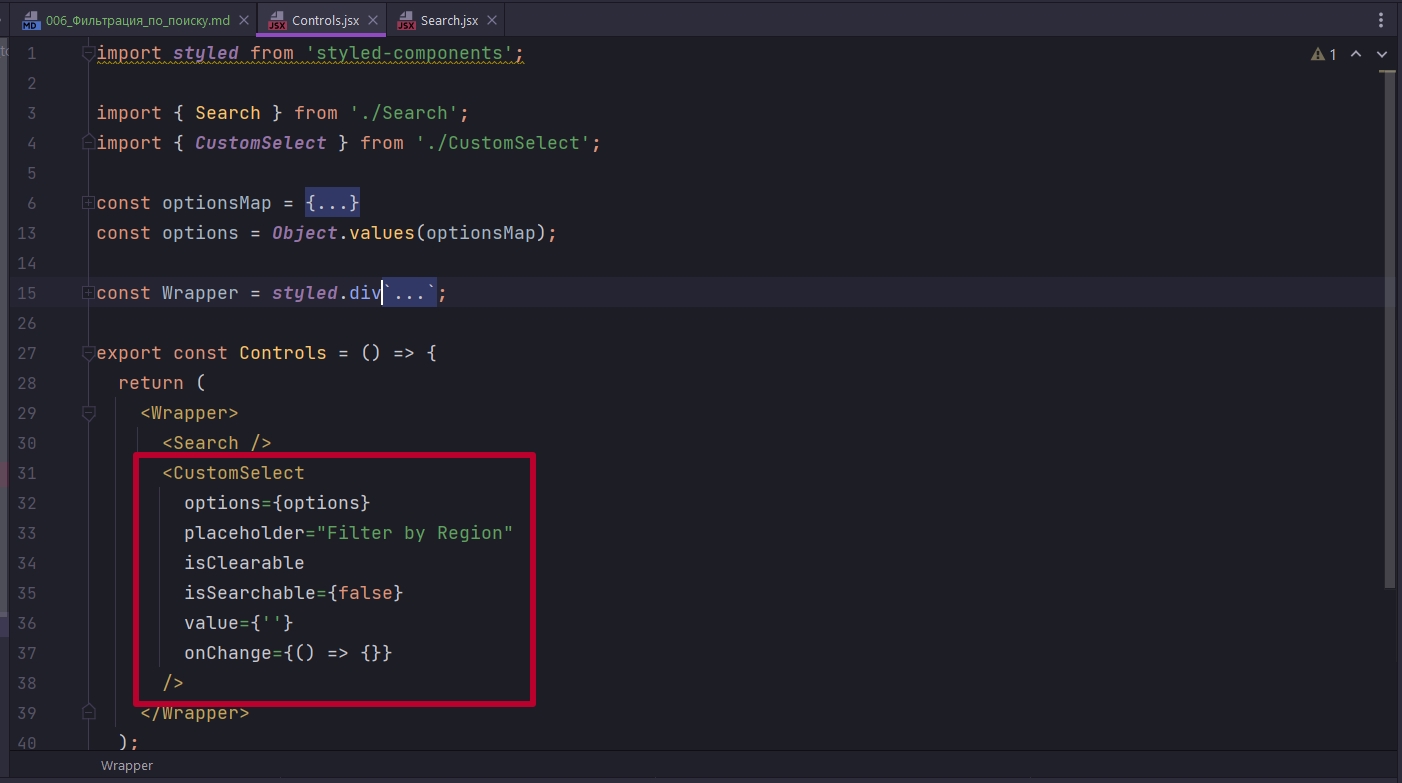 MD 006_Фильтрация_по_поиску.md JSX Controls.jsx JSX Search.jsx
1 import styled from 'styled-components'; 1
2
3 import { Search } from './Search';
4 import { CustomSelect } from './CustomSelect';
5
6 const optionsMap = {...}
13 const options = Object.values(optionsMap);
14
15 const Wrapper = styled.div`...`;
26
27 export const Controls = () => {
28 return (
29 <Wrapper>
30 <Search />
31 <CustomSelect
32 options={options}
33 placeholder="Filter by Region"
34 isClearable
35 isSearchable={false}
36 value={''}
37 onChange={() => {}}
38 />
39 </Wrapper>
40 );
Wrapper